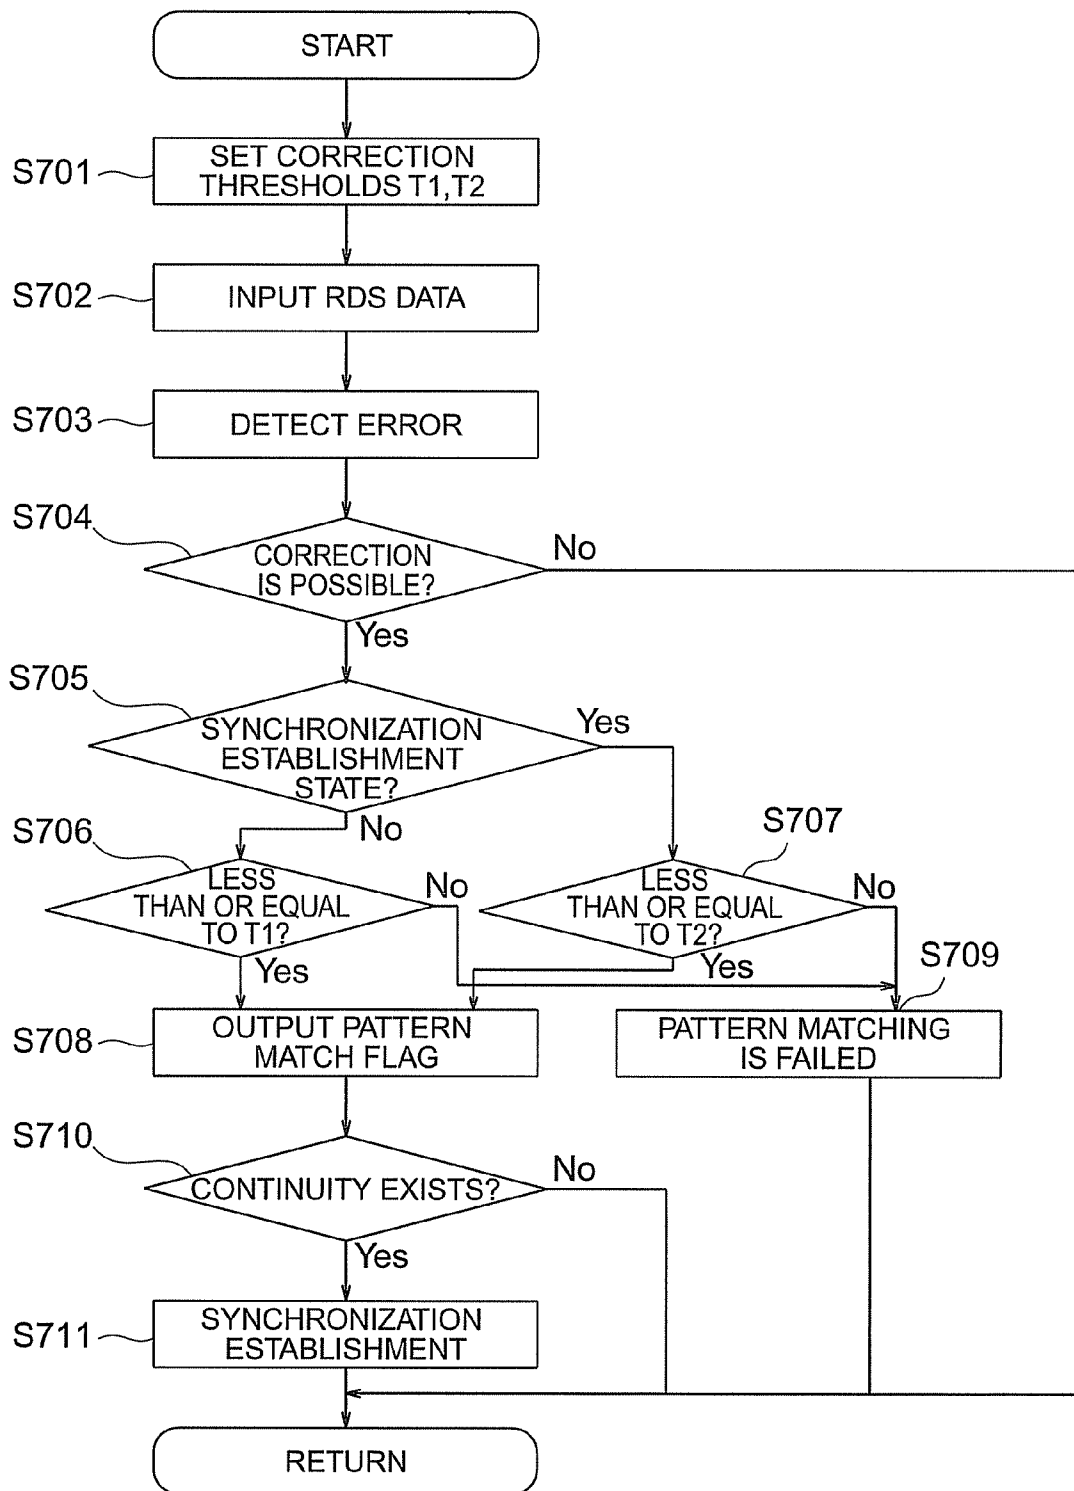 START
S701
SET CORRECTION
THRESHOLDS T1,T2
S702
INPUT RDS DATA
S703
DETECT ERROR
S704
CORRECTION
IS POSSIBLE?
No
Yes
S705
SYNCHRONIZATION
ESTABLISHMENT
STATE?
Yes
No
S706
LESS
THAN OR EQUAL
TO T1?
No
Yes
S707
LESS
THAN OR EQUAL
TO T2?
No
Yes
S708
OUTPUT PATTERN
MATCH FLAG
S709
PATTERN MATCHING
IS FAILED
S710
CONTINUITY EXISTS?
No
Yes
S711
SYNCHRONIZATION
ESTABLISHMENT
RETURN